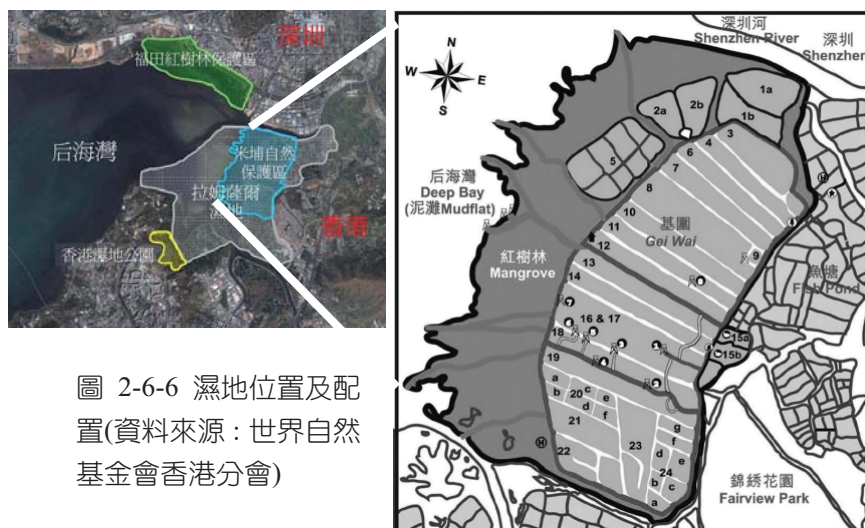 深圳
福田紅樹林保護區
后海灣
米埔自然
保護區
拉姆薩爾
濕地
香港
香港濕地公園
圖 2-6-6 濕地位置及配
置(資料來源：世界自然
基金會香港分會)
深圳河
Shenzhen River
深圳
Shenzhen
N
W
E
S
1a
2b
2a
1b
3
4
6
5
7
8
后海灣
Deep Bay
(泥灘Mudflat)
10
11
12
基圍
Gei Wai
9
紅樹林
Mangrove
魚塘
Fish Pond
13
14
16 & 17
18
15a
15b
19
a
b
20
c
d
e
f
21
22
23
g
f
d
e
24
b
c
a
H
H
錦綉花園
Fairview Park